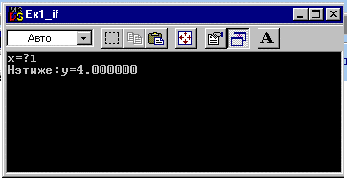 Ex1_if
Авто
A
x=?1
Нэтиже:y=4.000000